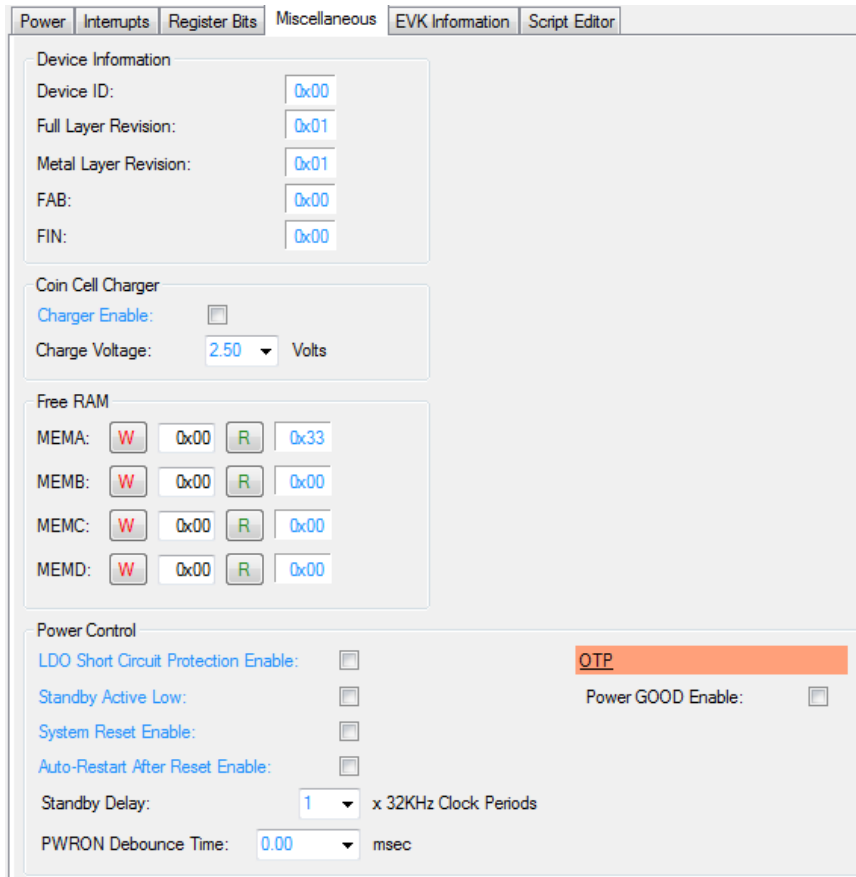 Power Interrupts Register Bits Miscellaneous EVK Information Script Editor
Device Information
Device ID: 0x00
Full Layer Revision: 0x01
Metal Layer Revision: 0x01
FAB: 0x00
FIN: 0x00
Coin Cell Charger
Charger Enable:
Charge Voltage: 2.50 Volts
Free RAM
MEMA: W 0x00 R 0x33
MEMB: W 0x00 R 0x00
MEMC: W 0x00 R 0x00
MEMD: W 0x00 R 0x00
Power Control
LDO Short Circuit Protection Enable: OTP
Standby Active Low: Power GOOD Enable:
System Reset Enable:
Auto-Restart After Reset Enable:
Standby Delay: 1 x 32KHz Clock Periods
PWRON Debounce Time: 0.00 msec